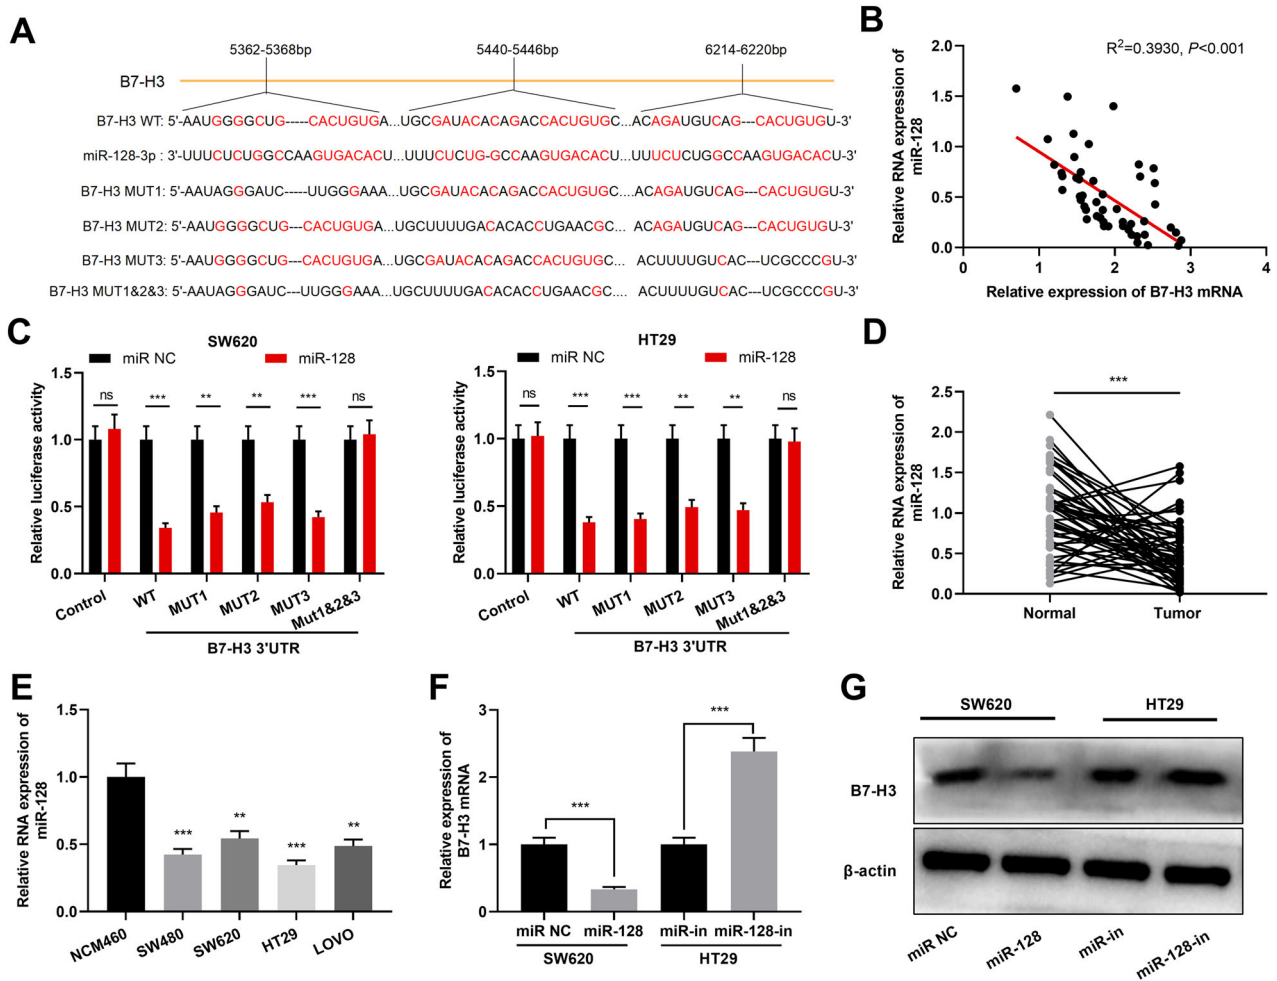 A
5362-5368bp 5440-5446bp 6214-6220bp
B7-H3
B7-H3 WT: 5'-AAUGGGGCUG-----CACUGUGA...UGCGAUACACAGACCACUGUGC...ACAGAUGUCAG---CACUGUGU-3'
miR-128-3p : 3'-UUUCUCUGGCCAAGUGACACU...UUUCUCUG-GCCAAGUGACACU...UUUCUCUGGCCAAGUGACACU-3'
B7-H3 MUT1: 5'-AAUAGGGAUC-----UUGGGAAA...UGCGAUACACAGACCACUGUGC...ACAGAUGUCAG---CACUGUGU-3'
B7-H3 MUT2: 5'-AAUGGGGCUG---CACUGUGA...UGCUUUUGACACACCUGAACGC... ACAGAUGUCAG---CACUGUGU-3'
B7-H3 MUT3: 5'-AAUGGGGCUG---CACUGUGA...UGCGAUACACAGACCACUGUGC... ACUUUUGUCAC---UCGCCCGU-3'
B7-H3 MUT1&2&3: 5'-AAUAGGGAUC---UUGGGAAA...UGCUUUUGACACACCUGAACGC.... ACUUUUGUCAC---UCGCCCGU-3'
B
R²=0.3930, P<0.001
Relative RNA expression of
miR-128
2.0
1.5
1.0
0.5
0.0
0 1 2 3 4
Relative expression of B7-H3 mRNA
C
SW620
miR NC miR-128
Relative luciferase activity
1.5
1.0
0.5
0.0
ns *** ** ** *** ns
Control WT MUT1 MUT2 MUT3 Mut1&2&3
B7-H3 3'UTR
HT29
miR NC miR-128
Relative luciferase activity
1.5
1.0
0.5
0.0
ns *** *** ** ** ns
Control WT MUT1 MUT2 MUT3 Mut1&2&3
B7-H3 3'UTR
D
***
Relative RNA expression of
miR-128
2.5
2.0
1.5
1.0
0.5
0.0
Normal Tumor
E
Relative RNA expression of
miR-128
1.5
1.0
0.5
0.0
*** ** *** **
NCM460 SW480 SW620 HT29 LOVO
F
Relative expression of
B7-H3 mRNA
3
2
1
0
*** ***
miR NC miR-128 miR-in miR-128-in
SW620 HT29
G
SW620 HT29
B7-H3
β-actin
miR NC miR-128 miR-in miR-128-in